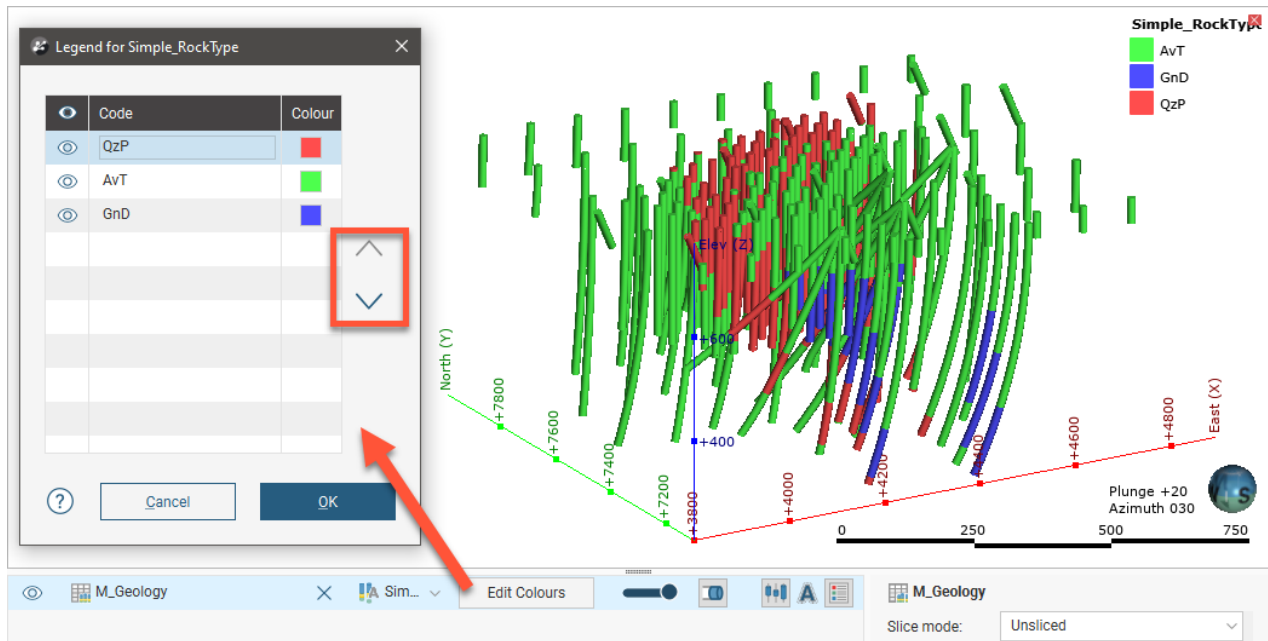 Legend for Simple_RockType
Code Colour
QzP
AvT
GnD
Cancel OK
Simple_RockType
AvT
GnD
QzP
Elev (Z)
+600
+400
North (Y)
+7800
+7600
+7400
+7200
+3800
+4000
+4200
+4400
+4600
+4800
East (X)
Plunge +20
Azimuth 030
0 250 500 750
M_Geology Sim... Edit Colours
M_Geology
Slice mode: Unsliced